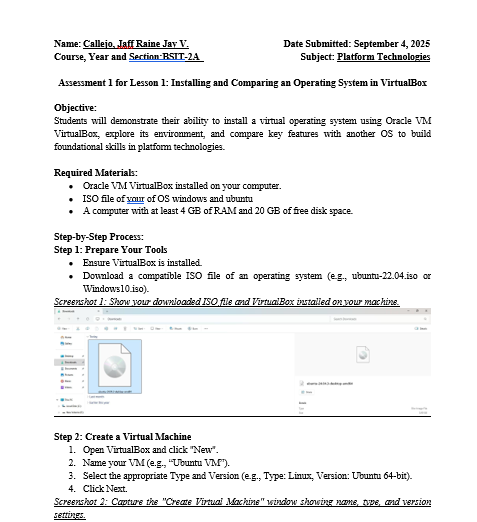 Name: Callejo, Jaff Raine Jay V. Date Submitted: September 4, 2025
Course, Year and Section:BSIT-2A Subject: Platform Technologies
Assessment 1 for Lesson 1: Installing and Comparing an Operating System in VirtualBox
Objective:
Students will demonstrate their ability to install a virtual operating system using Oracle VM
VirtualBox, explore its environment, and compare key features with another OS to build
foundational skills in platform technologies.
Required Materials:
• Oracle VM VirtualBox installed on your computer.
• ISO file of your of OS windows and ubuntu
• A computer with at least 4 GB of RAM and 20 GB of free disk space.
Step-by-Step Process:
Step 1: Prepare Your Tools
• Ensure VirtualBox is installed.
• Download a compatible ISO file of an operating system (e.g., ubuntu-22.04.iso or
Windows10.iso).
Screenshot 1: Show your downloaded ISO file and VirtualBox installed on your machine.
Step 2: Create a Virtual Machine
1. Open VirtualBox and click "New".
2. Name your VM (e.g., “Ubuntu VM”).
3. Select the appropriate Type and Version (e.g., Type: Linux, Version: Ubuntu 64-bit).
4. Click Next.
Screenshot 2: Capture the "Create Virtual Machine" window showing name, type, and version
settings.